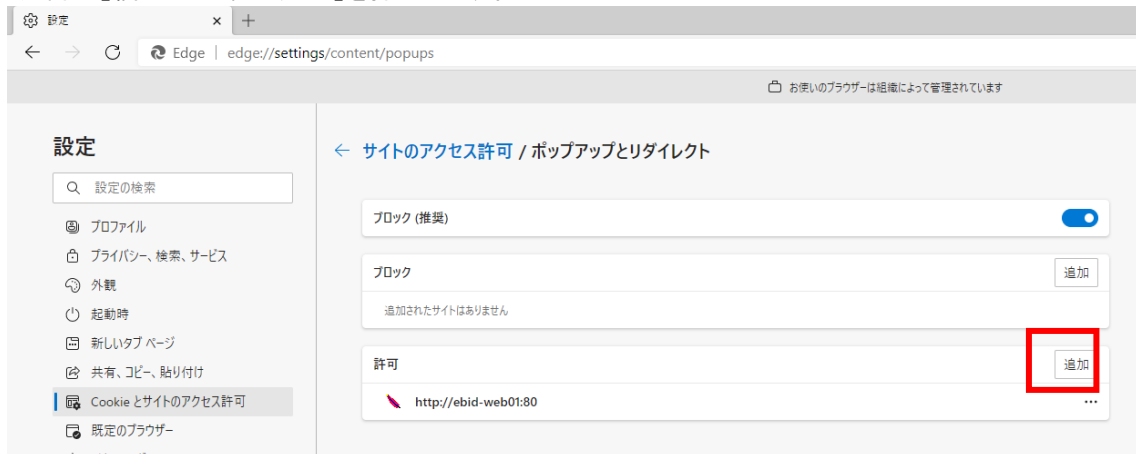 設定
Edge | edge://settings/content/popups
お使いのブラウザーは組織によって管理されています
設定
設定の検索
プロファイル
プライバシー、検索、サービス
外観
起動時
新しいタブ ページ
共有、コピー、貼り付け
Cookie とサイトのアクセス許可
既定のブラウザー
サイトのアクセス許可 / ポップアップとリダイレクト
ブロック (推奨)
ブロック 追加
追加されたサイトはありません
許可 追加
http://ebid-web01:80